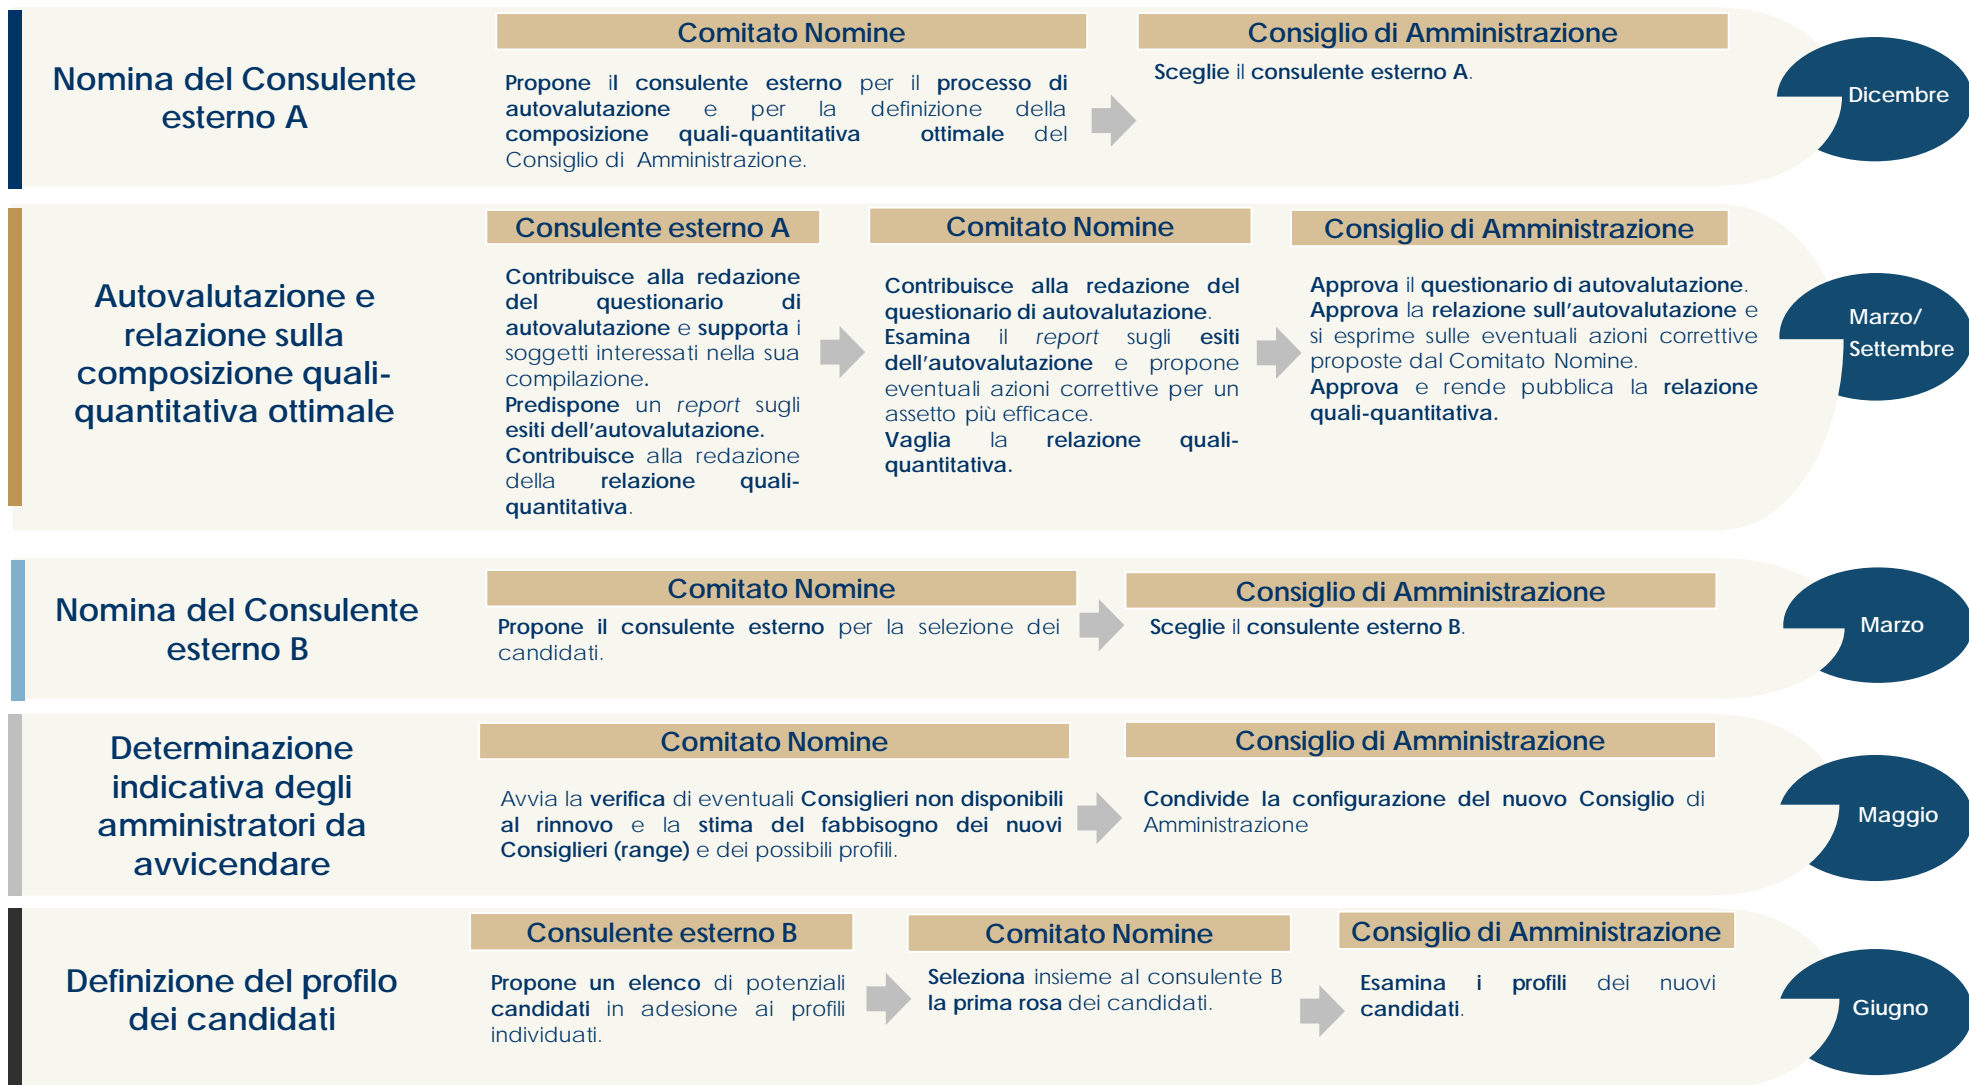 Nomina del Consulente
esterno A
Comitato Nomine
Propone il consulente esterno per il processo di
autovalutazione e per la definizione della
composizione quali-quantitativa ottimale del
Consiglio di Amministrazione.
Consiglio di Amministrazione
Sceglie il consulente esterno A.
Dicembre
Autovalutazione e
relazione sulla
composizione quali-
quantitativa ottimale
Consulente esterno A
Contribuisce alla redazione
del questionario di
autovalutazione e supporta i
soggetti interessati nella sua
compilazione.
Predispone un report sugli
esiti dell'autovalutazione.
Contribuisce alla redazione
della relazione quali-
quantitativa.
Comitato Nomine
Contribuisce alla redazione del
questionario di autovalutazione.
Esamina il report sugli esiti
dell'autovalutazione e propone
eventuali azioni correttive per un
assetto più efficace.
Vaglia la relazione quali-
quantitativa.
Consiglio di Amministrazione
Approva il questionario di autovalutazione.
Approva la relazione sull'autovalutazione e
si esprime sulle eventuali azioni correttive
proposte dal Comitato Nomine.
Approva e rende pubblica la relazione
quali-quantitativa.
Marzo/
Settembre
Nomina del Consulente
esterno B
Comitato Nomine
Propone il consulente esterno per la selezione dei
candidati.
Consiglio di Amministrazione
Sceglie il consulente esterno B.
Marzo
Determinazione
indicativa degli
amministratori da
avvicendare
Comitato Nomine
Avvia la verifica di eventuali Consiglieri non disponibili
al rinnovo e la stima del fabbisogno dei nuovi
Consiglieri (range) e dei possibili profili.
Consiglio di Amministrazione
Condivide la configurazione del nuovo Consiglio di
Amministrazione
Maggio
Definizione del profilo
dei candidati
Consulente esterno B
Propone un elenco di potenziali
candidati in adesione ai profili
individuati.
Comitato Nomine
Seleziona insieme al consulente B
la prima rosa dei candidati.
Consiglio di Amministrazione
Esamina i profili dei nuovi
candidati.
Giugno